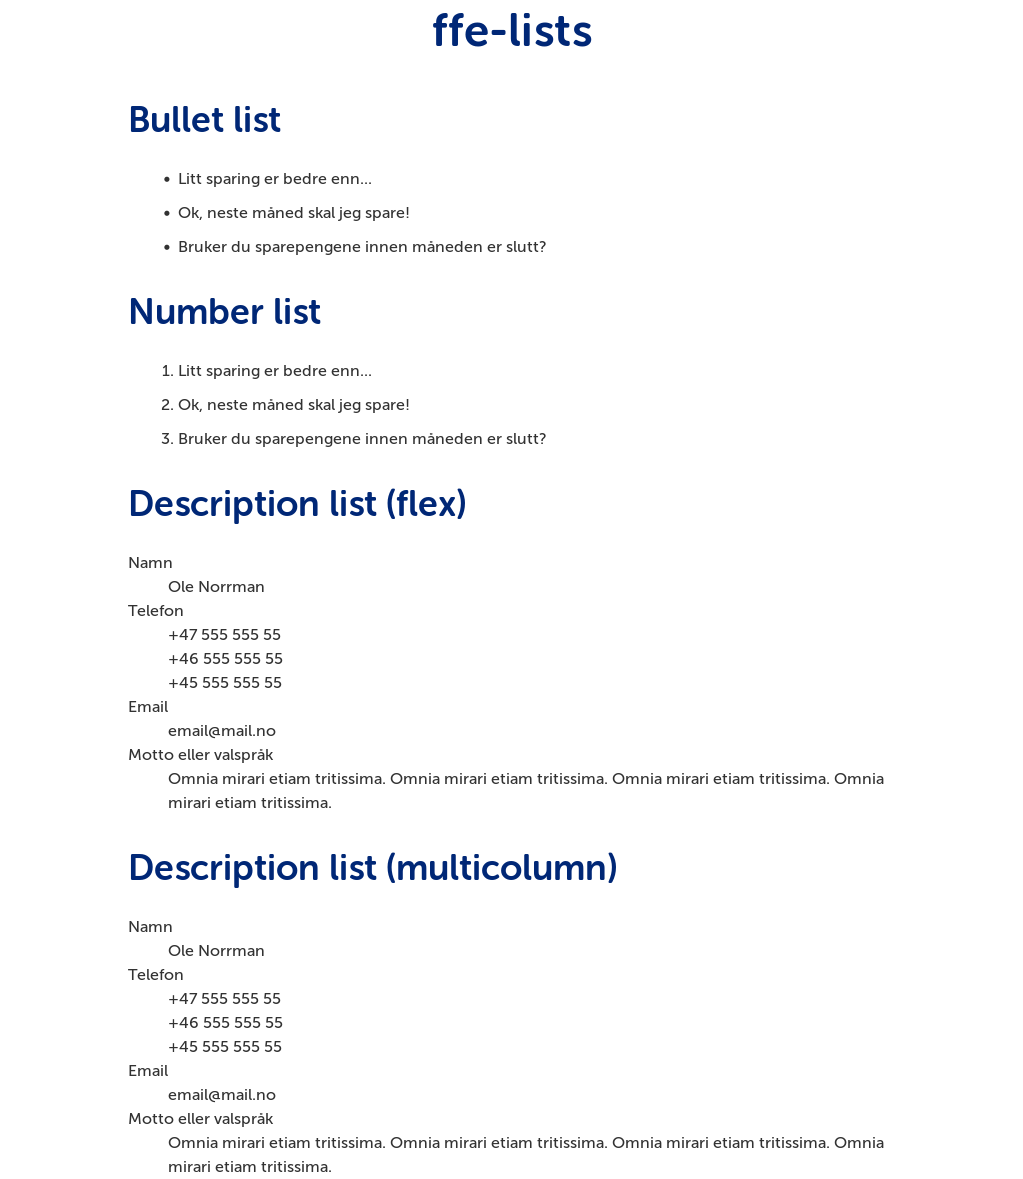 ffe-lists
Bullet list
• Litt sparing er bedre enn...
• Ok, neste måned skal jeg spare!
• Bruker du sparepengene innen måneden er slutt?
Number list
1. Litt sparing er bedre enn...
2. Ok, neste måned skal jeg spare!
3. Bruker du sparepengene innen måneden er slutt?
Description list (flex)
Namn
Ole Norrman
Telefon
+47 555 555 55
+46 555 555 55
+45 555 555 55
Email
email@mail.no
Motto eller valspråk
Omnia mirari etiam tritissima. Omnia mirari etiam tritissima. Omnia mirari etiam tritissima. Omnia
mirari etiam tritissima.
Description list (multicolumn)
Namn
Ole Norrman
Telefon
+47 555 555 55
+46 555 555 55
+45 555 555 55
Email
email@mail.no
Motto eller valspråk
Omnia mirari etiam tritissima. Omnia mirari etiam tritissima. Omnia mirari etiam tritissima. Omnia
mirari etiam tritissima.